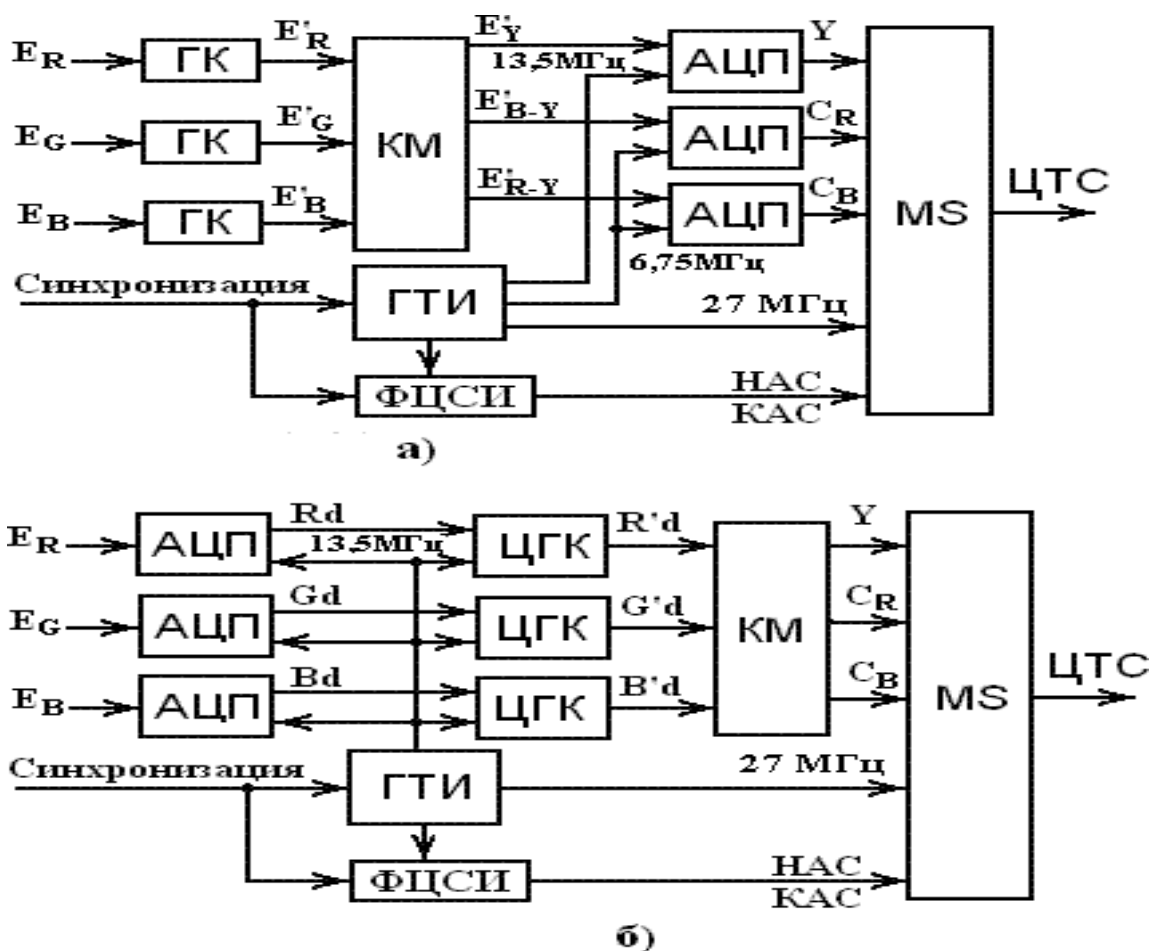 E_R ГК E'_R E'_Y Y
13,5МГц АЦП
E_G ГК E'_G КМ E'_B-Y АЦП C_R MS ЦТС
E_B ГК E'_B E'_R-Y АЦП C_B
6,75МГц
Синхронизация ГТИ 27 МГц
ФЦСИ НАС
КАС
а)
E_R АЦП Rd ЦГК R'd Y
13,5МГц
E_G АЦП Gd ЦГК G'd КМ C_R
E_B АЦП Bd ЦГК B'd C_B MS ЦТС
Синхронизация ГТИ 27 МГц
ФЦСИ НАС
КАС
б)